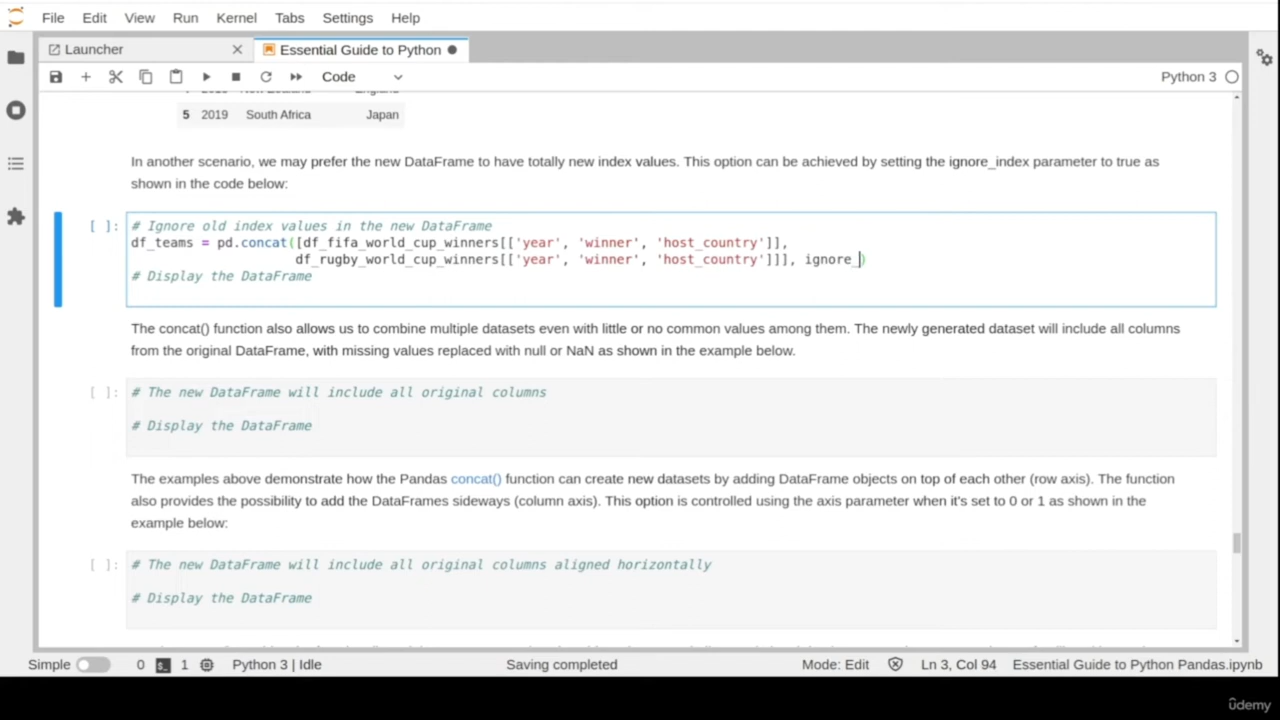 File Edit View Run Kernel Tabs Settings Help
Launcher
Essential Guide to Python
Code
Python 3
5 2019 South Africa Japan
In another scenario, we may prefer the new DataFrame to have totally new index values. This option can be achieved by setting the ignore_index parameter to true as
shown in the code below:
[ ]: # Ignore old index values in the new DataFrame
df_teams = pd.concat([df_fifa_world_cup_winners[['year', 'winner', 'host_country']],
df_rugby_world_cup_winners[['year', 'winner', 'host_country']]], ignore_)
# Display the DataFrame
The concat() function also allows us to combine multiple datasets even with little or no common values among them. The newly generated dataset will include all columns
from the original DataFrame, with missing values replaced with null or NaN as shown in the example below.
[ ]: # The new DataFrame will include all original columns
# Display the DataFrame
The examples above demonstrate how the Pandas concat() function can create new datasets by adding DataFrame objects on top of each other (row axis). The function
also provides the possibility to add the DataFrames sideways (column axis). This option is controlled using the axis parameter when it's set to 0 or 1 as shown in the
example below:
[ ]: # The new DataFrame will include all original columns aligned horizontally
# Display the DataFrame
Simple 0 1 Python 3 | Idle Saving completed Mode: Edit Ln 3, Col 94 Essential Guide to Python Pandas.ipynb
ûdemy